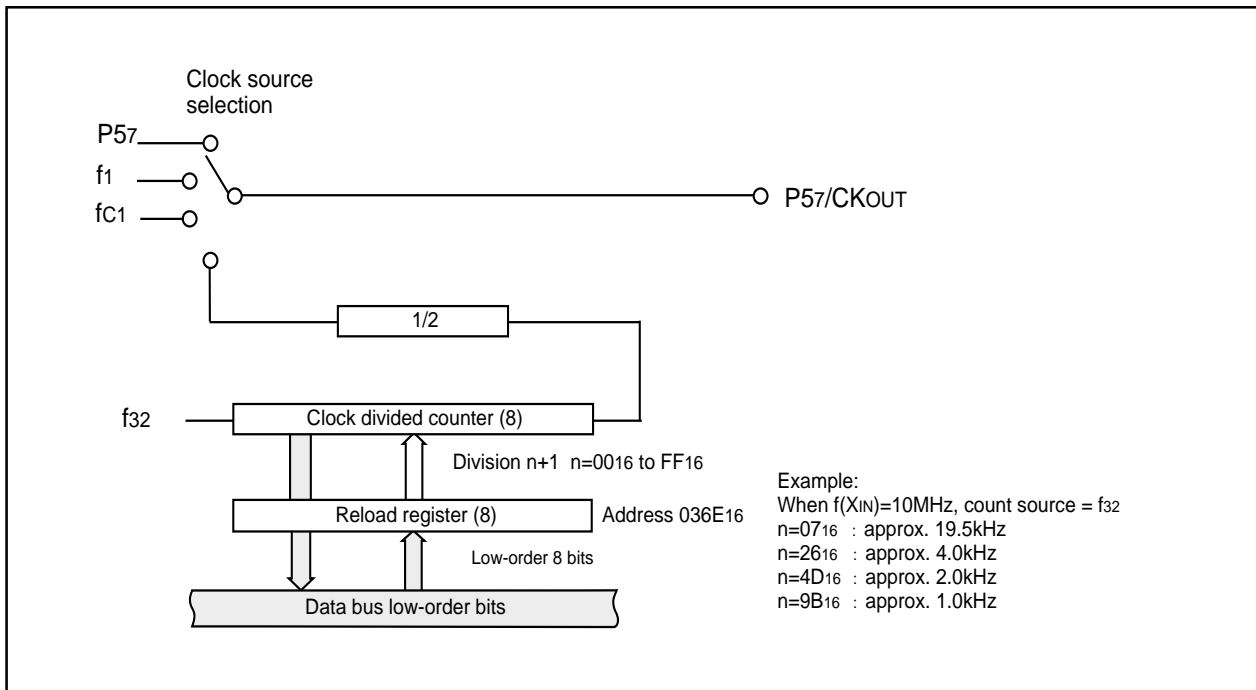 Clock source
selection
P57
f1
fC1
P57/CKOUT
1/2
f32
Clock divided counter (8)
Division n+1 n=0016 to FF16
Reload register (8)
Address 036E16
Low-order 8 bits
Data bus low-order bits
Example:
When f(XIN)=10MHz, count source = f32
n=0716 : approx. 19.5kHz
n=2616 : approx. 4.0kHz
n=4D16 : approx. 2.0kHz
n=9B16 : approx. 1.0kHz